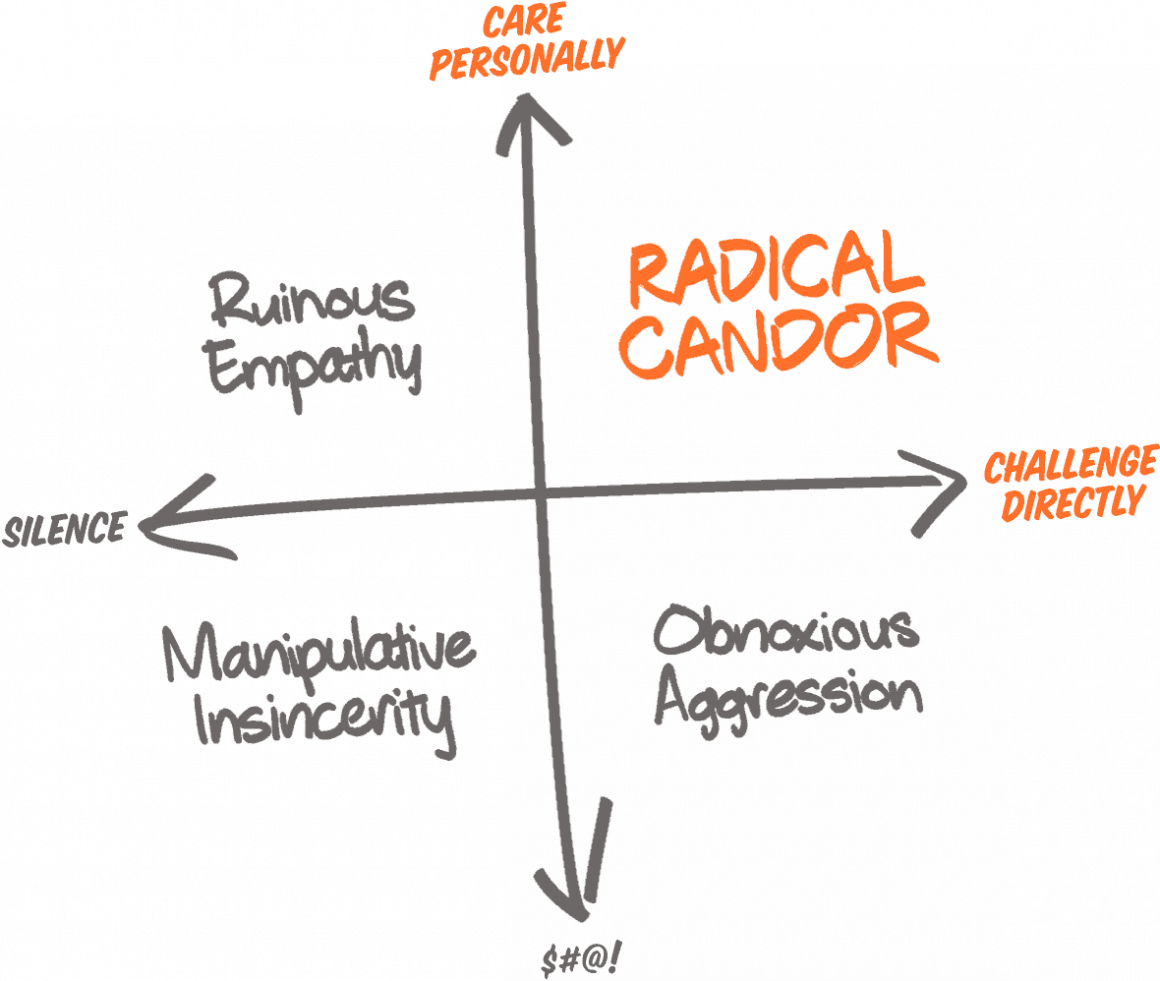 CARE
PERSONALLY
Ruinous
Empathy
RADICAL
CANDOR
SILENCE
CHALLENGE
DIRECTLY
Manipulative
Insincerity
Obnoxious
Aggression
$#@!